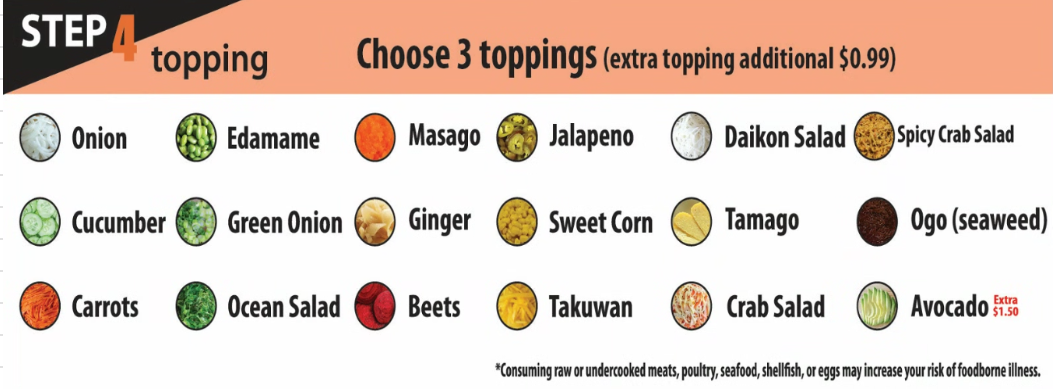 STEP 4 topping Choose 3 toppings (extra topping additional $0.99)
Onion Edamame Masago Jalapeno Daikon Salad Spicy Crab Salad
Cucumber Green Onion Ginger Sweet Corn Tamago Ogo (seaweed)
Carrots Ocean Salad Beets Takuwan Crab Salad Avocado Extra $1.50
*Consuming raw or undercooked meats, poultry, seafood, shellfish, or eggs may increase your risk of foodborne illness.